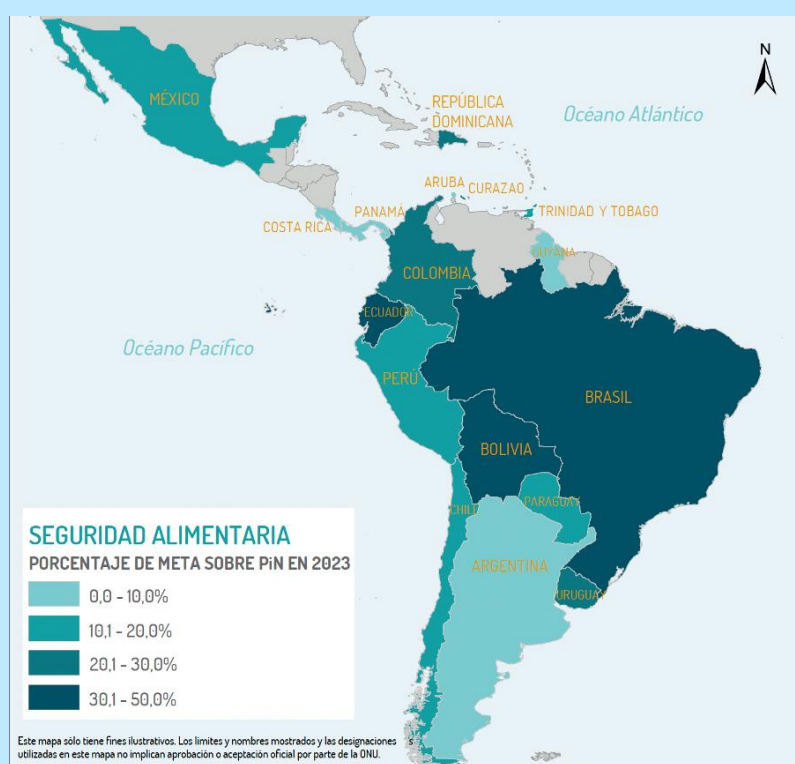 N
MÉXICO
REPÚBLICA
DOMINICANA
Océano Atlántico
ARUBA
CURAZAO
PANAMÁ
TRINIDAD Y TOBAGO
COSTA RICA
GUYANA
COLOMBIA
ECUADOR
Océano Pacífico
PERÚ
BRASIL
BOLIVIA
PARAGUAY
CHILE
ARGENTINA
URUGUAY
SEGURIDAD ALIMENTARIA
PORCENTAJE DE META SOBRE PiN EN 2023
0,0 – 10,0%
10,1 – 20,0%
20,1 – 30,0%
30,1 – 50,0%
Este mapa sólo tiene fines ilustrativos. Los límites y nombres mostrados y las designaciones
utilizadas en este mapa no implican aprobación o aceptación oficial por parte de la ONU.